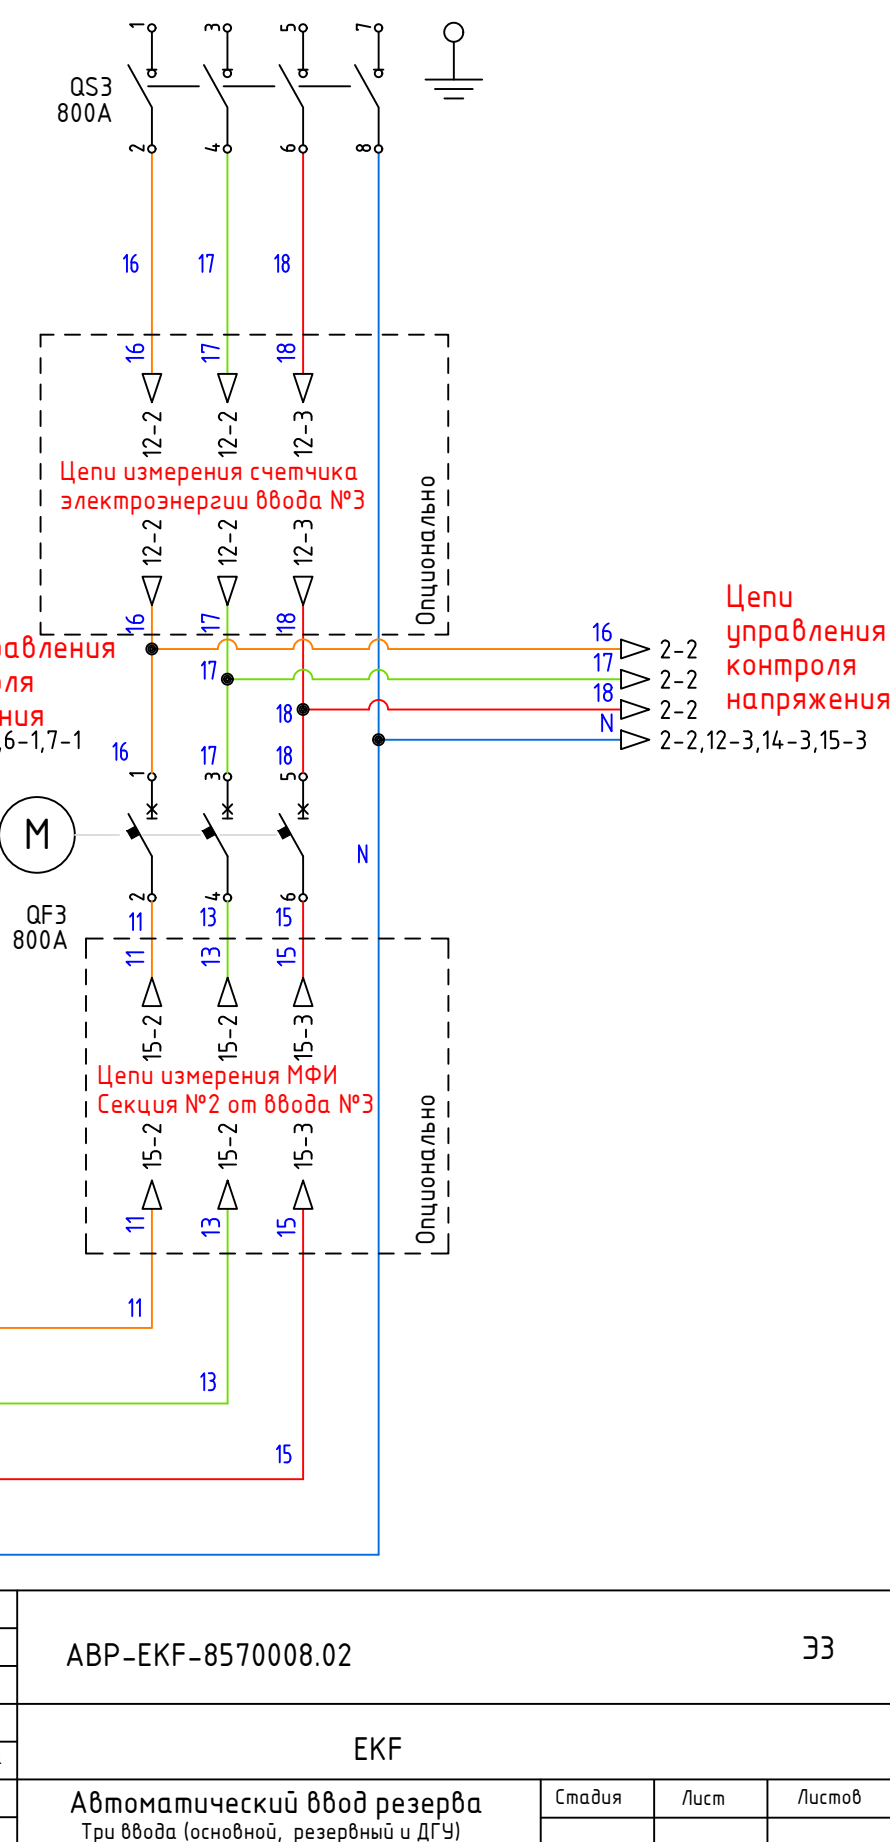 1 3 5 7
QS3
800A
2 4 6 8
16 17 18
16 17 18
12-2 12-2 12-3
Цепи измерения счетчика
электроэнергии ввода №3
12-2 12-2 12-3
Опционально
16 17 18
16 2-2
17 2-2
18 2-2
N 2-2,12-3,14-3,15-3
Цепи
управления
контроля
напряжения
17
18
,6-1,7-1
16 17 18
1 3 5
M
N
QF3
800A
2 4 6
11 13 15
11 13 15
15-2 15-2 15-3
Цепи измерения МФИ
Секция №2 от ввода №3
15-2 15-2 15-3
Опционально
11 13 15
11
13
15
АВР-EKF-8570008.02 Э3
EKF
Автоматический ввод резерва
Три ввода (основной, резервный и ДГУ)
Стадия Лист Листов